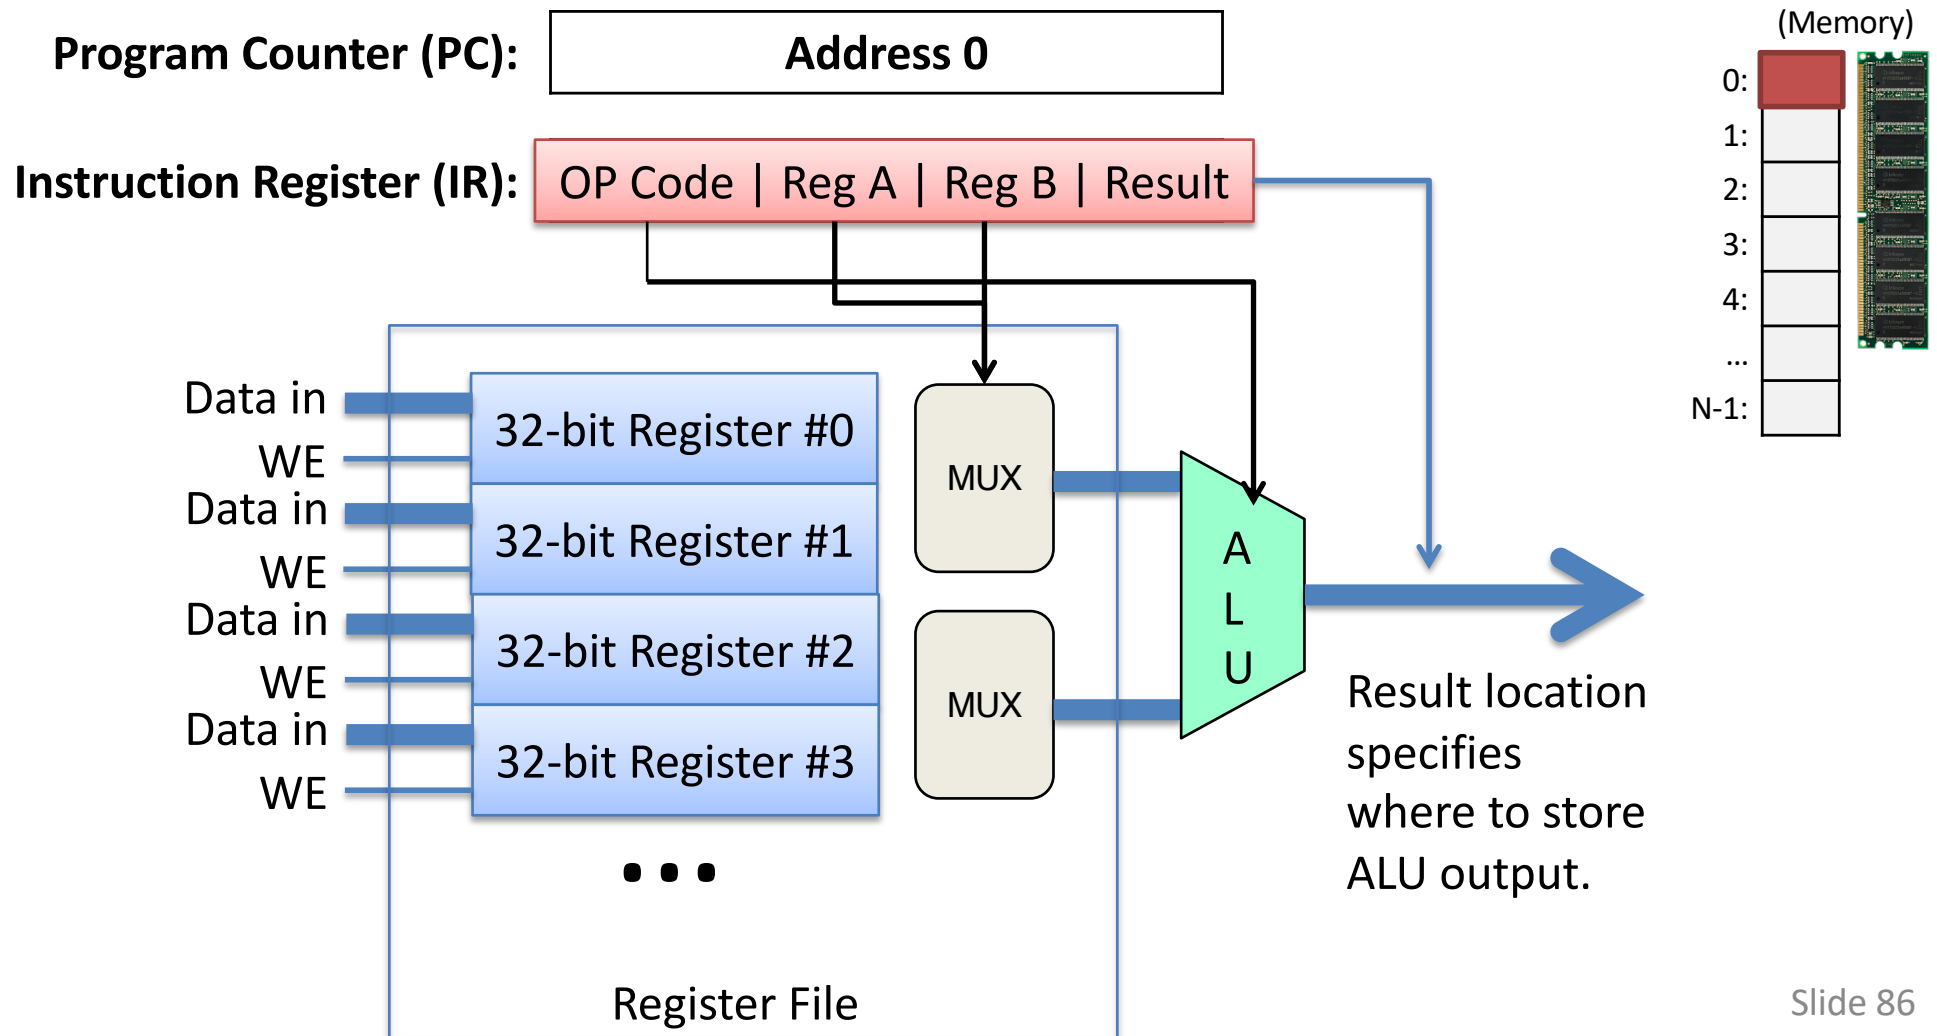 (Memory)
Program Counter (PC): Address 0
0:
1:
Instruction Register (IR): OP Code | Reg A | Reg B | Result
2:
3:
4:
...
N-1:
Data in
WE
32-bit Register #0
Data in
WE
32-bit Register #1
Data in
WE
32-bit Register #2
Data in
WE
32-bit Register #3
...
MUX
MUX
A
L
U
Result location
specifies
where to store
ALU output.
Register File
Slide 86